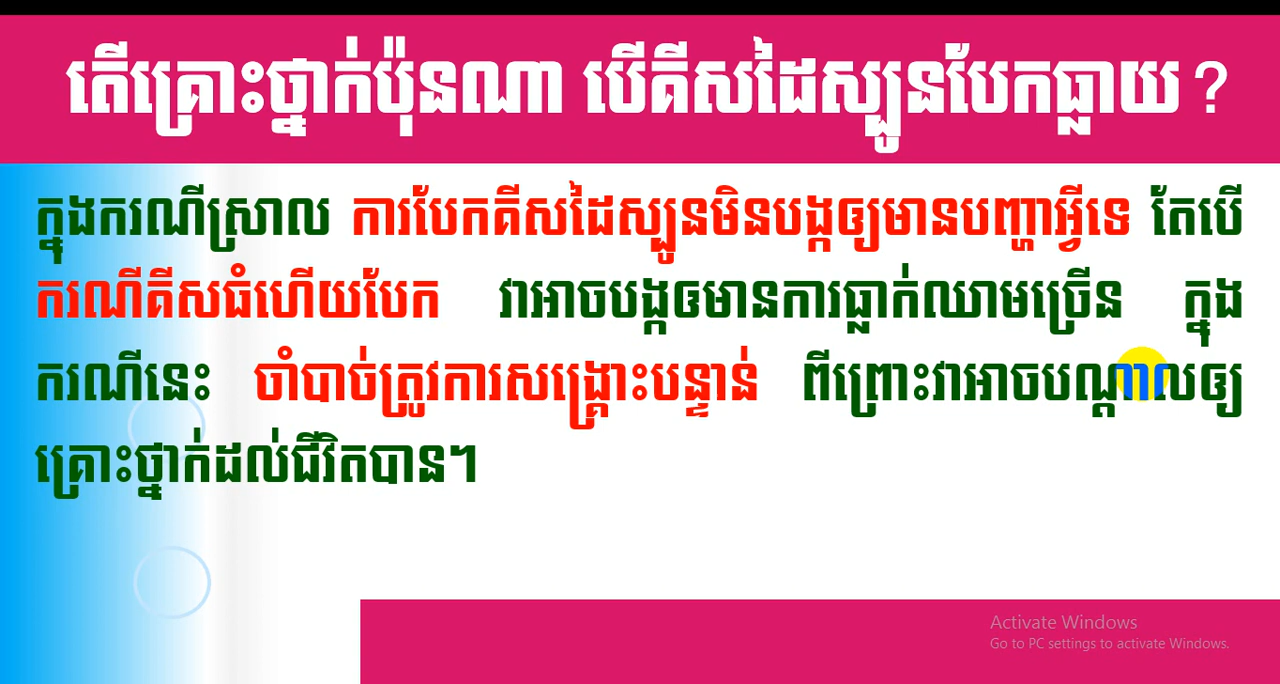 តើគ្រោះថ្នាក់ប៉ុនណា បើគីសដៃស្បូនបែកធ្លាយ?
ក្នុងករណីស្រាល ការបែកគីសដៃស្បូនមិនបង្កឲ្យមានបញ្ហាអ្វីទេ តែបើ
ករណីគីសធំហើយបែក វាអាចបង្កឲមានការធ្លាក់ឈាមច្រើន ក្នុង
ករណីនេះ ចាំបាច់ត្រូវការសង្គ្រោះបន្ទាន់ ពីព្រោះវាអាចបណ្តាលឲ្យ
គ្រោះថ្នាក់ដល់ជីវិតបាន។
Activate Windows
Go to PC settings to activate Windows.